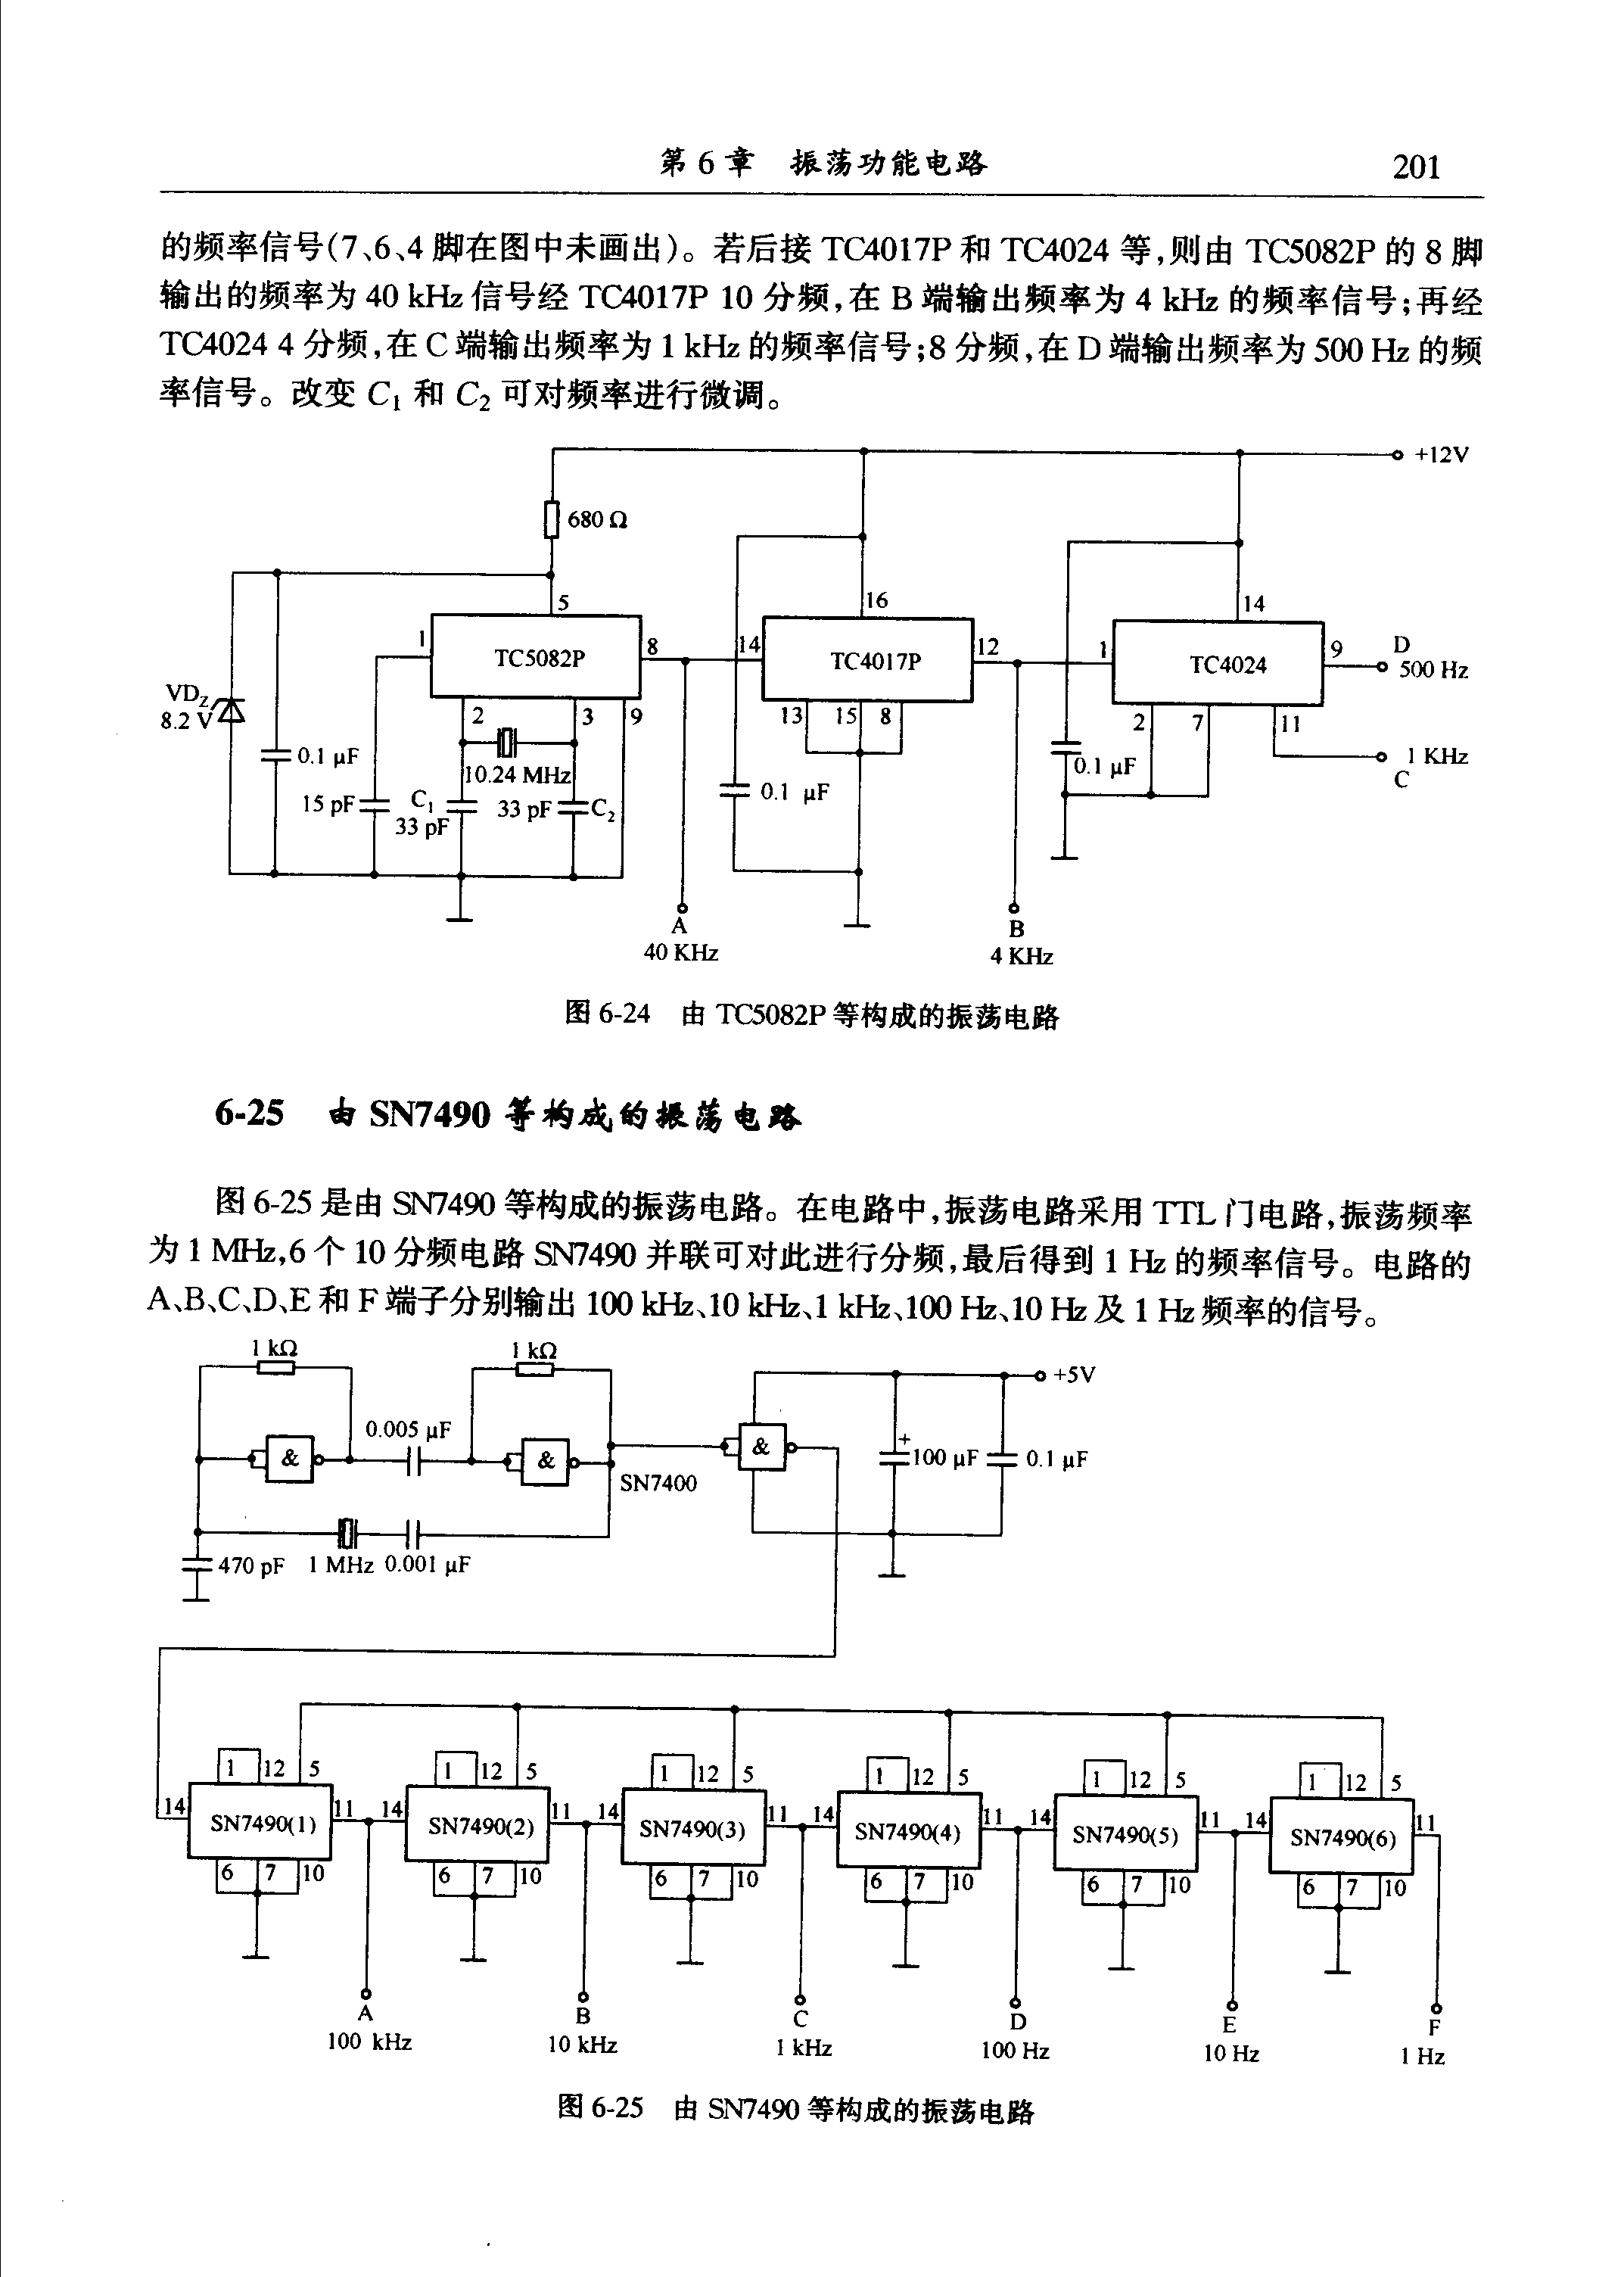 第 6 章 振荡功能电路 201
的频率信号(7、6、4 脚在图中未画出)。若后接 TC4017P 和 TC4024 等,则由 TC5082P 的 8 脚
输出的频率为 40 kHz 信号经 TC4017P 10 分频,在 B 端输出频率为 4 kHz 的频率信号;再经
TC4024 4 分频,在 C 端输出频率为 1 kHz 的频率信号;8 分频,在 D 端输出频率为 500 Hz 的频
率信号。改变 C1 和 C2 可对频率进行微调。
+12V
680 Ω
5 16 14
1 TC5082P 8 14 TC4017P 12 1 TC4024 9 D
500 Hz
VDZ
8.2 V
2 3 9 13 15 8 2 7 11
0.1 μF 10.24 MHz 0.1 μF 1 KHz
C
15 pF C1 33 pF 33 pF C2 0.1 μF
A B
40 KHz 4 KHz
图 6-24 由 TC5082P 等构成的振荡电路
6-25 由 SN7490 等构成的振荡电路
图 6-25 是由 SN7490 等构成的振荡电路。在电路中,振荡电路采用 TTL 门电路,振荡频率
为 1 MHz,6 个 10 分频电路 SN7490 并联可对此进行分频,最后得到 1 Hz 的频率信号。电路的
A、B、C、D、E 和 F 端子分别输出 100 kHz、10 kHz、1 kHz、100 Hz、10 Hz 及 1 Hz 频率的信号。
1 kΩ 1 kΩ
+5V
0.005 μF
& & & + 100 μF 0.1 μF
SN7400
470 pF 1 MHz 0.001 μF
1 12 5 1 12 5 1 12 5 1 12 5 1 12 5 1 12 5
14 SN7490(1) 11 14 SN7490(2) 11 14 SN7490(3) 11 14 SN7490(4) 11 14 SN7490(5) 11 14 SN7490(6) 11
6 7 10 6 7 10 6 7 10 6 7 10 6 7 10 6 7 10
A B C D E F
100 kHz 10 kHz 1 kHz 100 Hz 10 Hz 1 Hz
图 6-25 由 SN7490 等构成的振荡电路